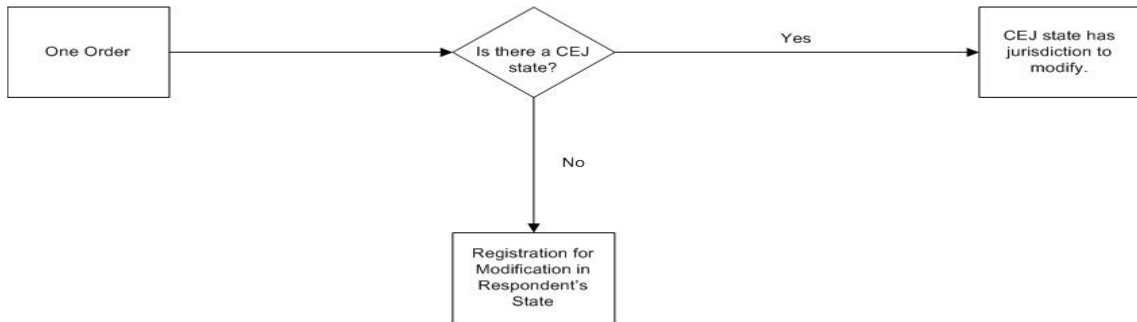 One Order
Is there a CEJ
state?
Yes
CEJ state has
jurisdiction to
modify.
No
Registration for
Modification in
Respondent's
State